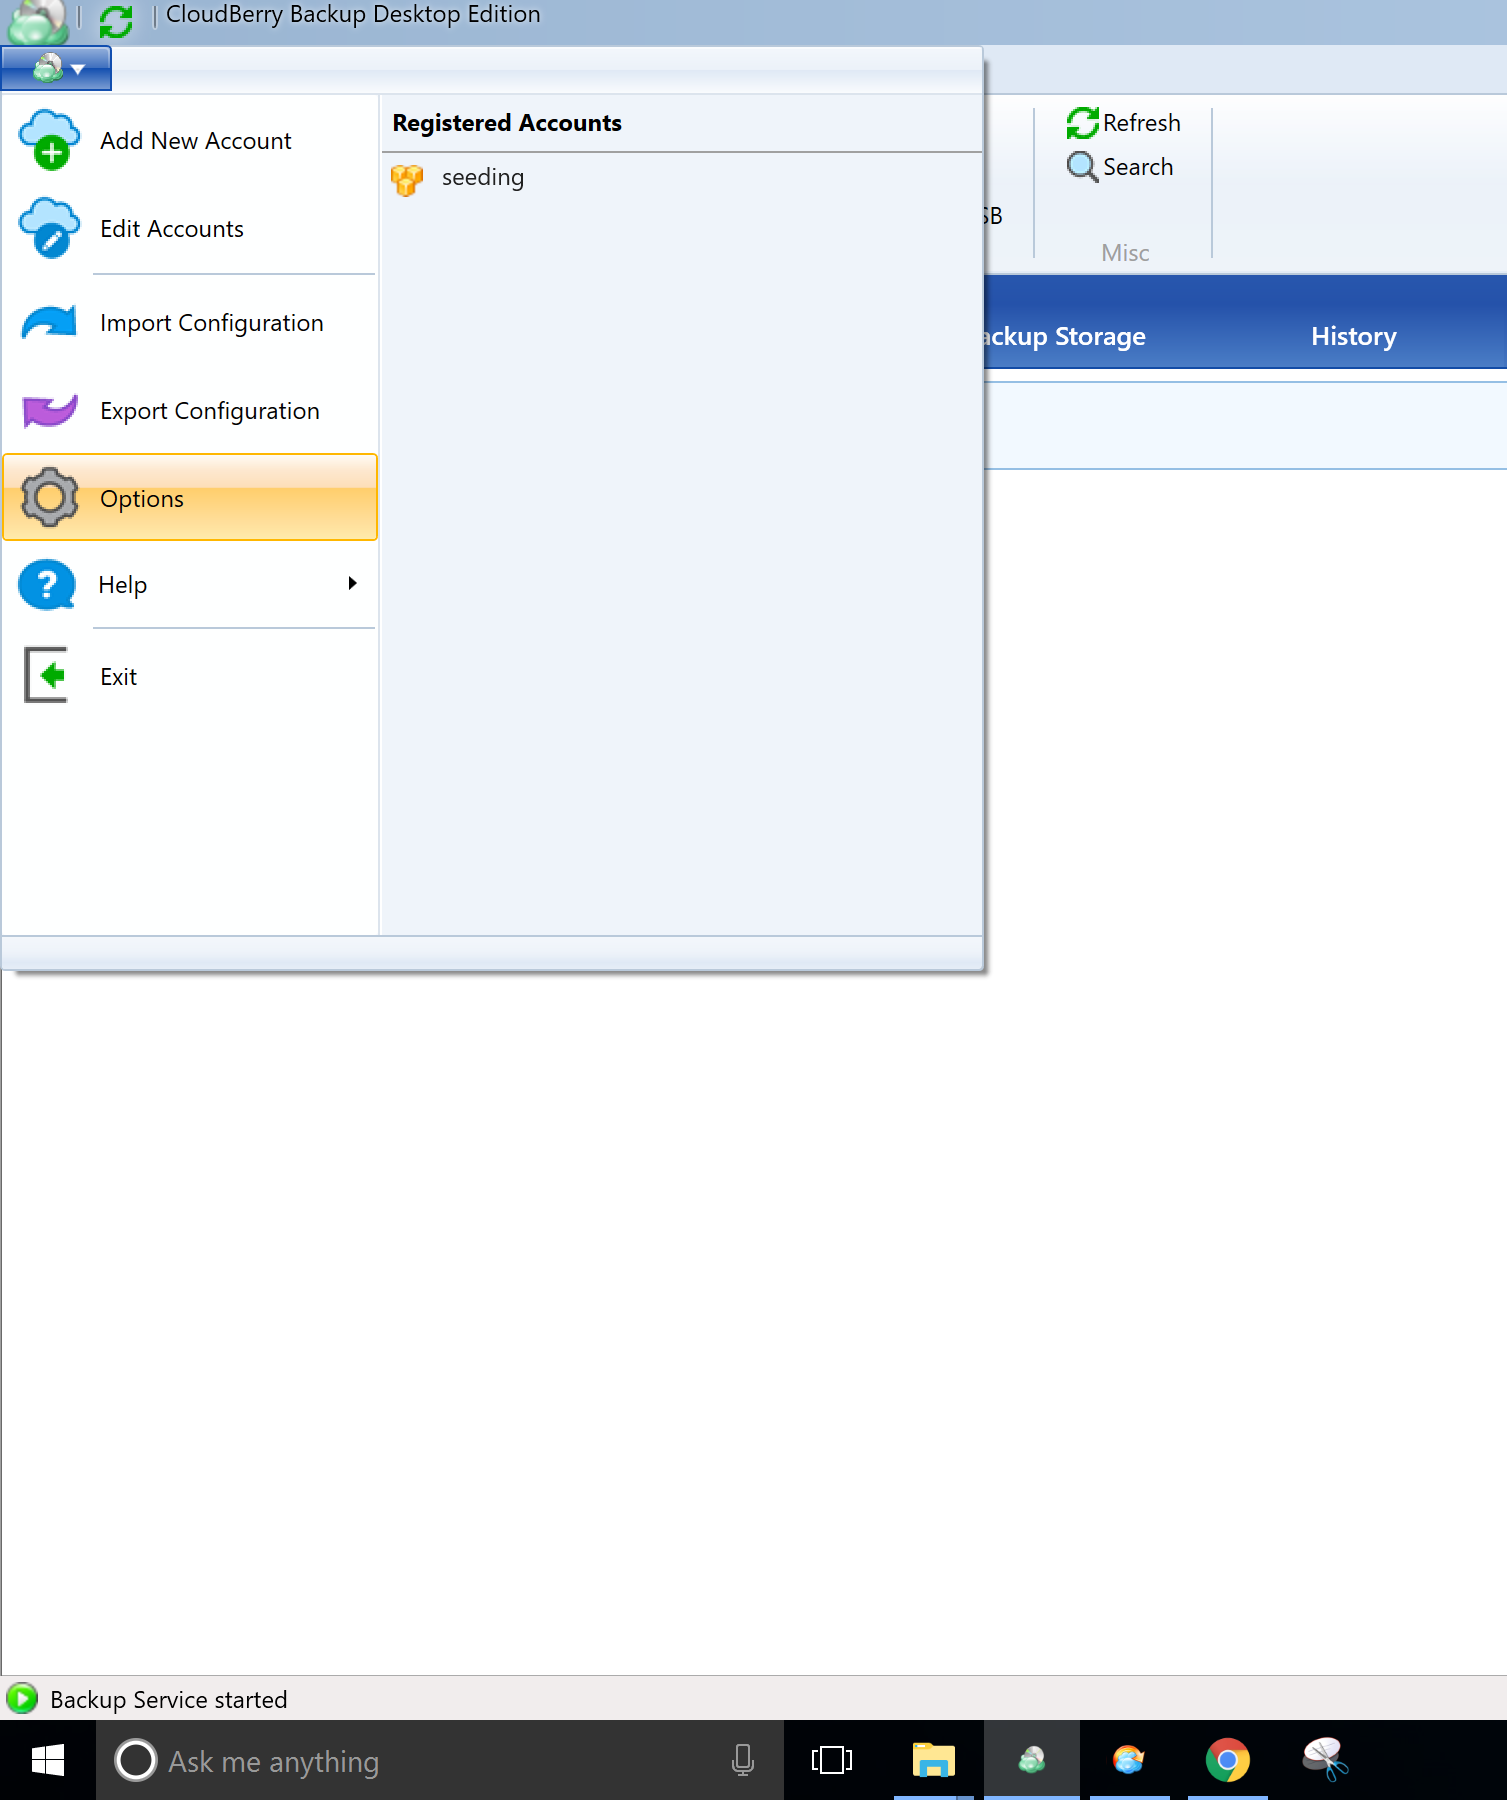 CloudBerry Backup Desktop Edition
Add New Account
Edit Accounts
Import Configuration
Export Configuration
Options
Help
Exit
Registered Accounts
seeding
Refresh
Search
SB
Misc
ackup Storage
History
Backup Service started
Ask me anything